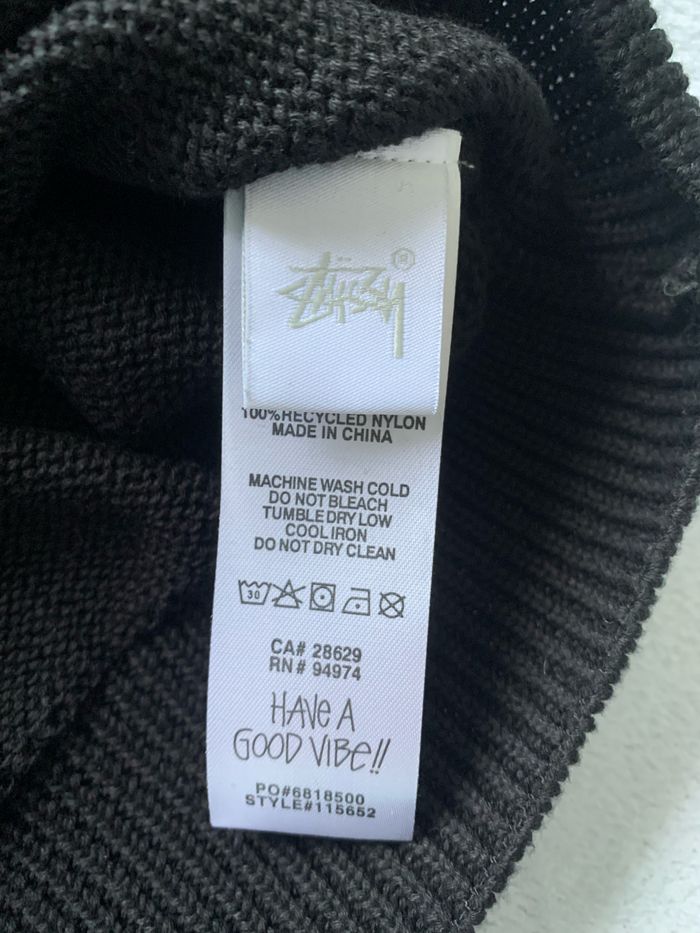 Stüssy ®
100% RECYCLED NYLON
MADE IN CHINA
MACHINE WASH COLD
DO NOT BLEACH
TUMBLE DRY LOW
COOL IRON
DO NOT DRY CLEAN
30
CA# 28629
RN# 94974
HAVE A
GOOD VIBE!!
PO#6818500
STYLE#115652